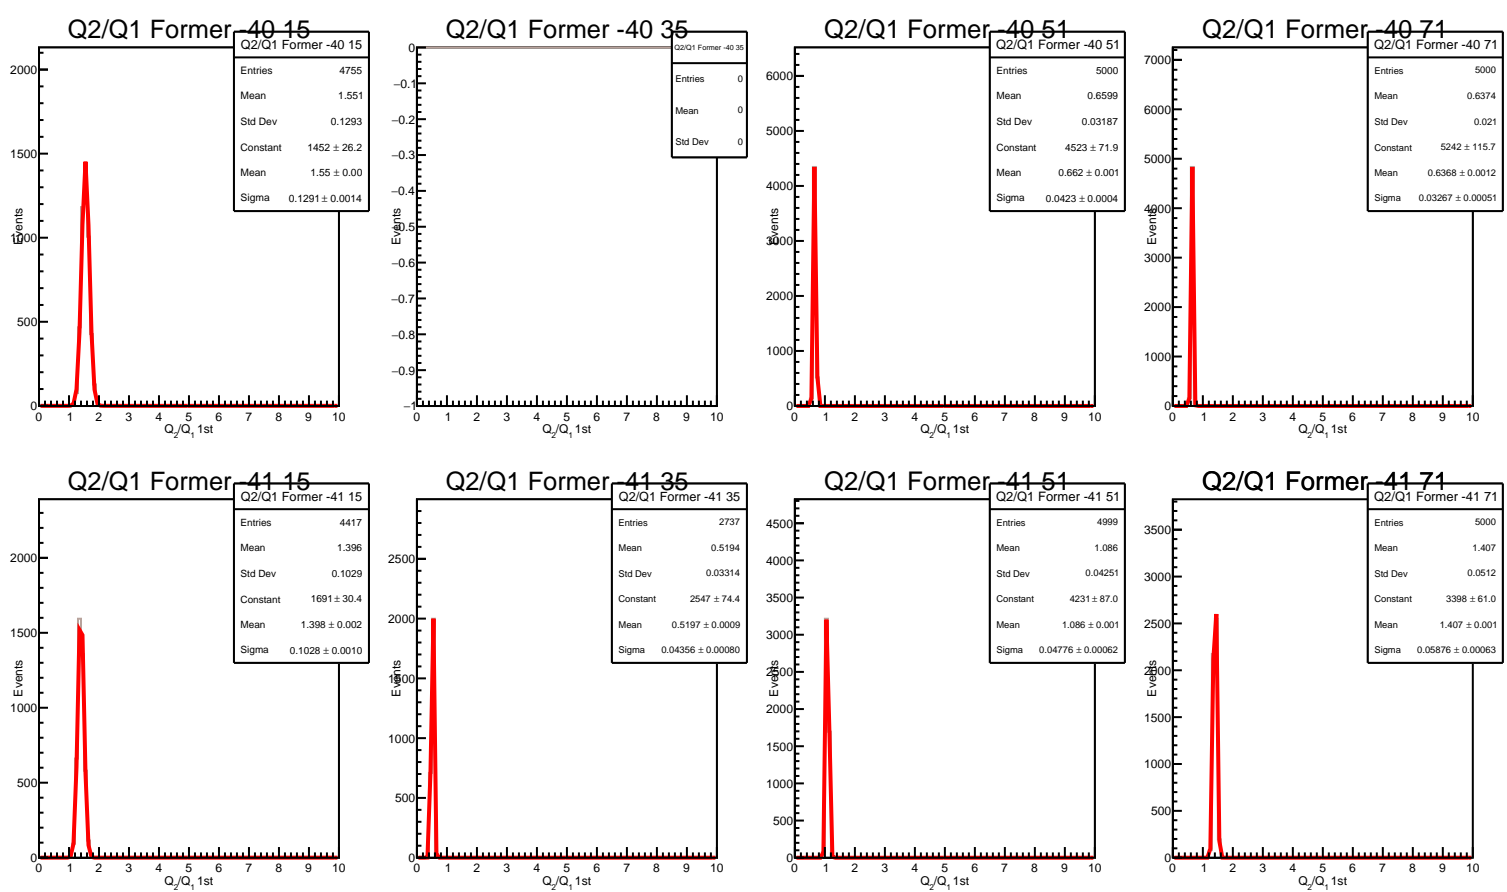 Q2/Q1 Former -40 15
Q2/Q1 Former -40 15
Entries 4755
Mean 1.551
Std Dev 0.1293
Constant 1452 ± 26.2
Mean 1.55 ± 0.00
Sigma 0.1291 ± 0.0014
2000
1500
1000
500
0
Events
0 1 2 3 4 5 6 7 8 9 10
Q2/Q1 1st
Q2/Q1 Former -40 35
Q2/Q1 Former -40 35
Entries 0
Mean 0
Std Dev 0
0
−0.1
−0.2
−0.3
−0.4
−0.5
−0.6
−0.7
−0.8
−0.9
−1
Events
0 1 2 3 4 5 6 7 8 9 10
Q2/Q1 1st
Q2/Q1 Former -40 51
Q2/Q1 Former -40 51
Entries 5000
Mean 0.6599
Std Dev 0.03187
Constant 4523 ± 71.9
Mean 0.662 ± 0.001
Sigma 0.0423 ± 0.0004
6000
5000
4000
3000
2000
1000
0
Events
0 1 2 3 4 5 6 7 8 9 10
Q2/Q1 1st
Q2/Q1 Former -40 71
Q2/Q1 Former -40 71
Entries 5000
Mean 0.6374
Std Dev 0.021
Constant 5242 ± 115.7
Mean 0.6368 ± 0.0012
Sigma 0.03267 ± 0.00051
7000
6000
5000
4000
3000
2000
1000
0
Events
0 1 2 3 4 5 6 7 8 9 10
Q2/Q1 1st
Q2/Q1 Former -41 15
Q2/Q1 Former -41 15
Entries 4417
Mean 1.396
Std Dev 0.1029
Constant 1691 ± 30.4
Mean 1.398 ± 0.002
Sigma 0.1028 ± 0.0010
2000
1500
1000
500
0
Events
0 1 2 3 4 5 6 7 8 9 10
Q2/Q1 1st
Q2/Q1 Former -41 35
Q2/Q1 Former -41 35
Entries 2737
Mean 0.5194
Std Dev 0.03314
Constant 2547 ± 74.4
Mean 0.5197 ± 0.0009
Sigma 0.04356 ± 0.00080
2500
2000
1500
1000
500
0
Events
0 1 2 3 4 5 6 7 8 9 10
Q2/Q1 1st
Q2/Q1 Former -41 51
Q2/Q1 Former -41 51
Entries 4999
Mean 1.086
Std Dev 0.04251
Constant 4231 ± 87.0
Mean 1.086 ± 0.001
Sigma 0.04776 ± 0.00062
4500
4000
3500
3000
2500
2000
1500
1000
500
0
Events
0 1 2 3 4 5 6 7 8 9 10
Q2/Q1 1st
Q2/Q1 Former -41 71
Q2/Q1 Former -41 71
Entries 5000
Mean 1.407
Std Dev 0.0512
Constant 3398 ± 61.0
Mean 1.407 ± 0.001
Sigma 0.05876 ± 0.00063
3500
3000
2500
2000
1500
1000
500
0
Events
0 1 2 3 4 5 6 7 8 9 10
Q2/Q1 1st